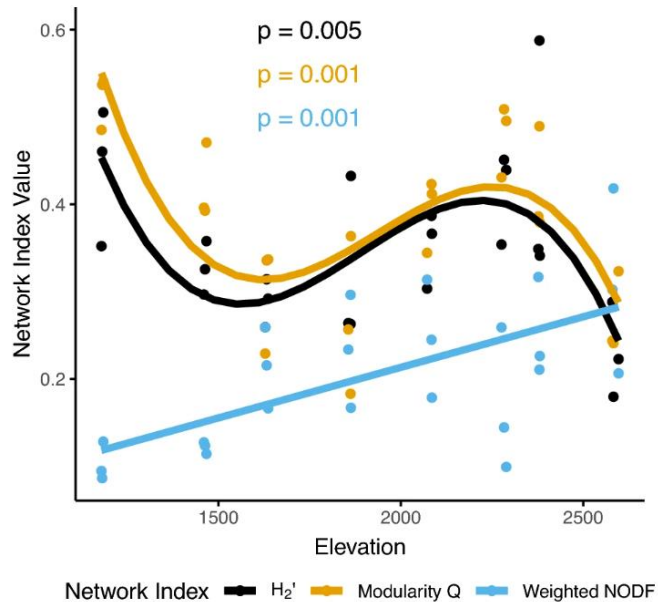 p = 0.005
p = 0.001
p = 0.001
0.6
0.4
0.2
Network Index Value
1500 2000 2500
Elevation
Network Index H₂' Modularity Q Weighted NODF